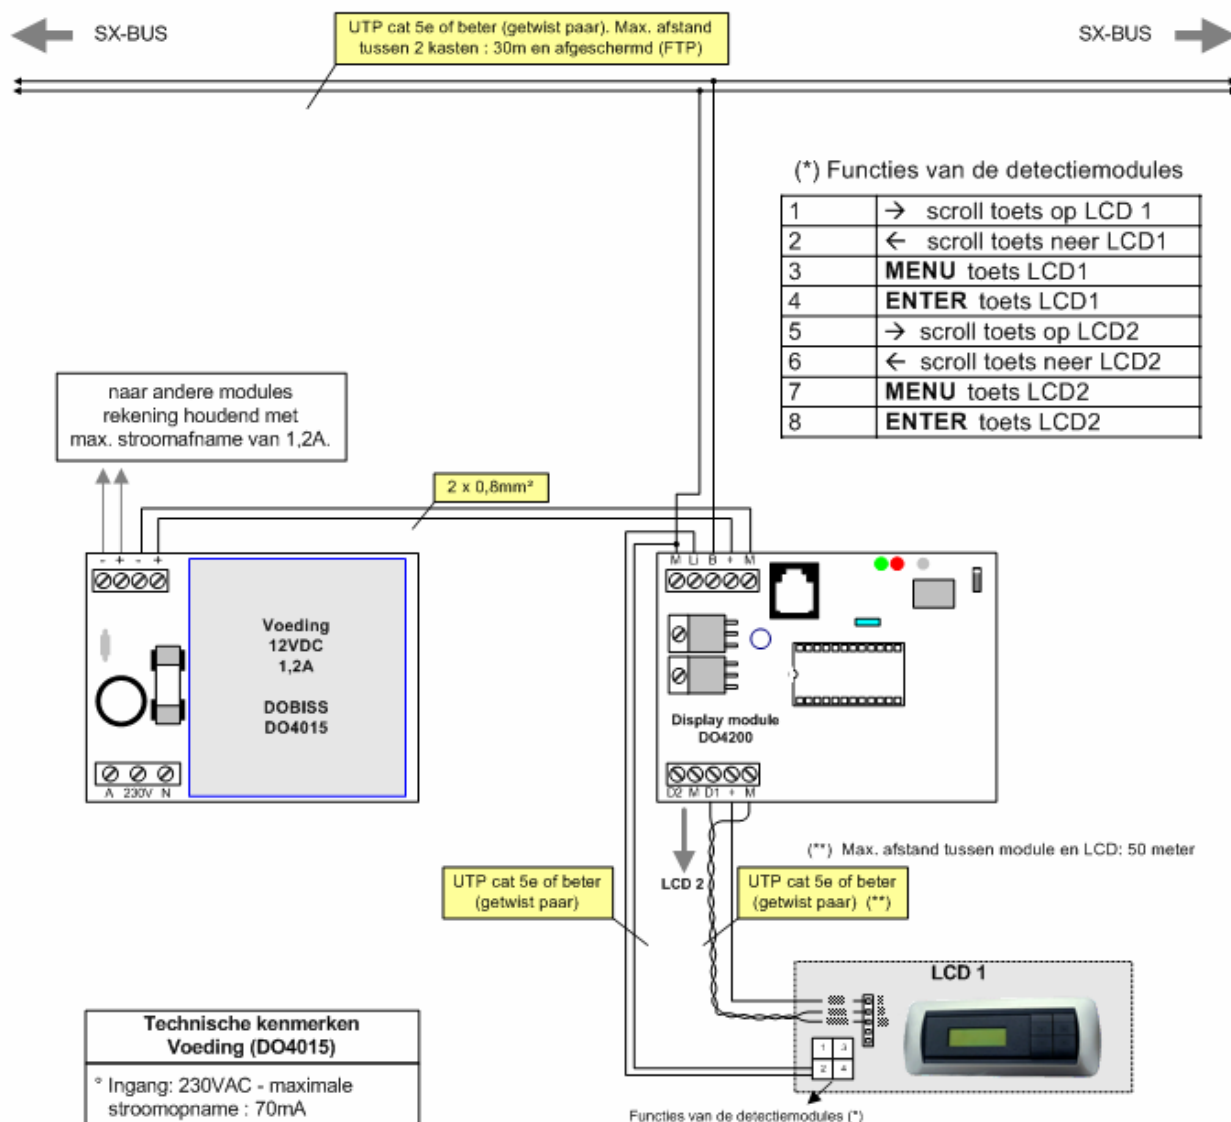 SX-BUS
UTP cat 5e of beter (getwist paar). Max. afstand
tussen 2 kasten : 30m en afgeschermd (FTP)
SX-BUS
(*) Functies van de detectiemodules
1 → scroll toets op LCD 1
2 ← scroll toets neer LCD1
3 MENU toets LCD1
4 ENTER toets LCD1
5 → scroll toets op LCD2
6 ← scroll toets neer LCD2
7 MENU toets LCD2
8 ENTER toets LCD2
naar andere modules
rekening houdend met
max. stroomafname van 1,2A.
2 x 0,8mm²
- + - +
Voeding
12VDC
1,2A
DOBISS
DO4015
A 230V N
M Li B + M
Display module
DO4200
D2 M D1 + M
(**) Max. afstand tussen module en LCD: 50 meter
LCD 2
UTP cat 5e of beter
(getwist paar)
UTP cat 5e of beter
(getwist paar) (**)
LCD 1
1 3
2 4
Functies van de detectiemodules (*)
Technische kenmerken
Voeding (DO4015)
° Ingang: 230VAC - maximale
stroomopname : 70mA